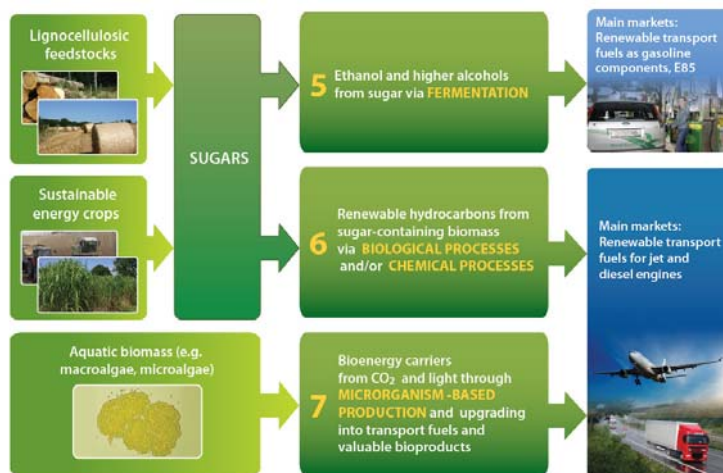 Lignocellulosic
feedstocks
SUGARS
5 Ethanol and higher alcohols
from sugar via FERMENTATION
Main markets:
Renewable transport
fuels as gasoline
components, E85
Sustainable
energy crops
6 Renewable hydrocarbons from
sugar-containing biomass
via BIOLOGICAL PROCESSES
and/or CHEMICAL PROCESSES
Main markets:
Renewable transport
fuels for jet and
diesel engines
Aquatic biomass (e.g.
macroalgae, microalgae)
7 Bioenergy carriers
from CO₂ and light through
MICRORGANISM -BASED
PRODUCTION and upgrading
into transport fuels and
valuable bioproducts